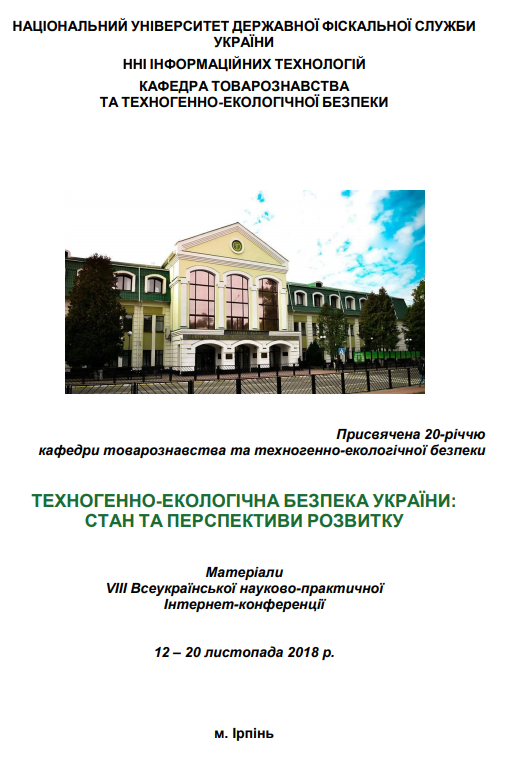 НАЦІОНАЛЬНИЙ УНІВЕРСИТЕТ ДЕРЖАВНОЇ ФІСКАЛЬНОЇ СЛУЖБИ
УКРАЇНИ
ННІ ІНФОРМАЦІЙНИХ ТЕХНОЛОГІЙ
КАФЕДРА ТОВАРОЗНАВСТВА
ТА ТЕХНОГЕННО-ЕКОЛОГІЧНОЇ БЕЗПЕКИ
Присвячена 20-річчю
кафедри товарознавства та техногенно-екологічної безпеки
ТЕХНОГЕННО-ЕКОЛОГІЧНА БЕЗПЕКА УКРАЇНИ:
СТАН ТА ПЕРСПЕКТИВИ РОЗВИТКУ
Матеріали
VIII Всеукраїнської науково-практичної
Інтернет-конференції
12 – 20 листопада 2018 р.
м. Ірпінь